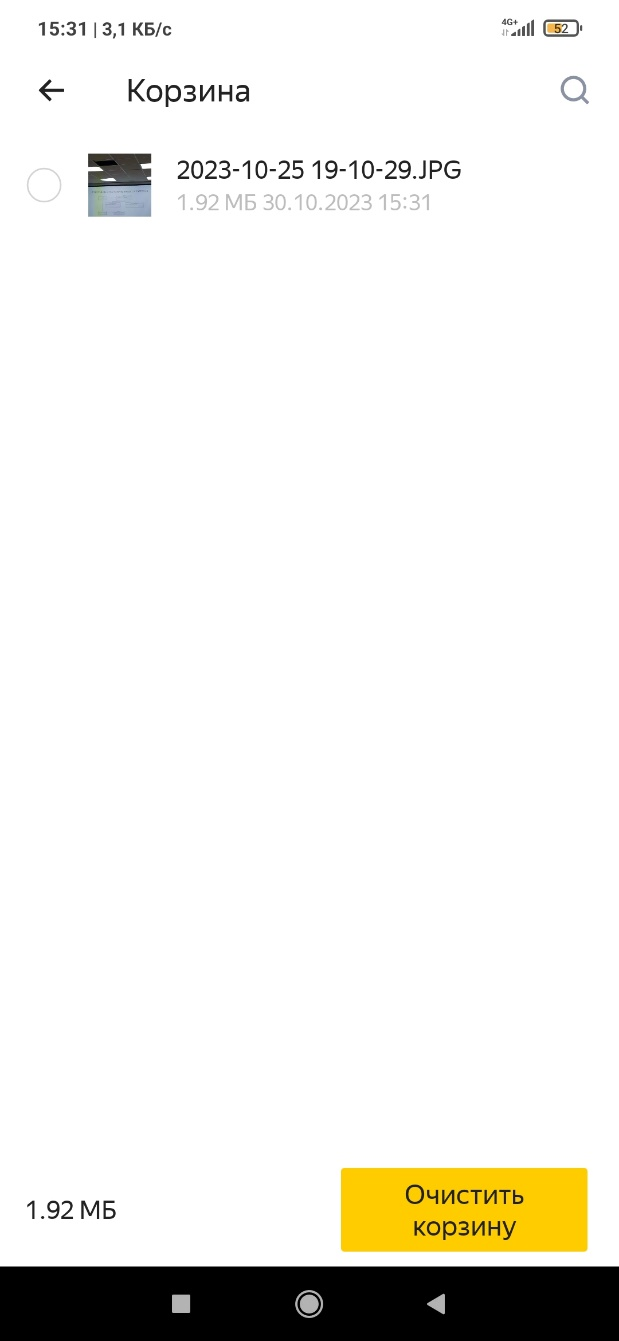 15:31 | 3,1 КБ/с
4G+
52
Корзина
2023-10-25 19-10-29.JPG
1.92 МБ 30.10.2023 15:31
1.92 МБ
Очистить
корзину